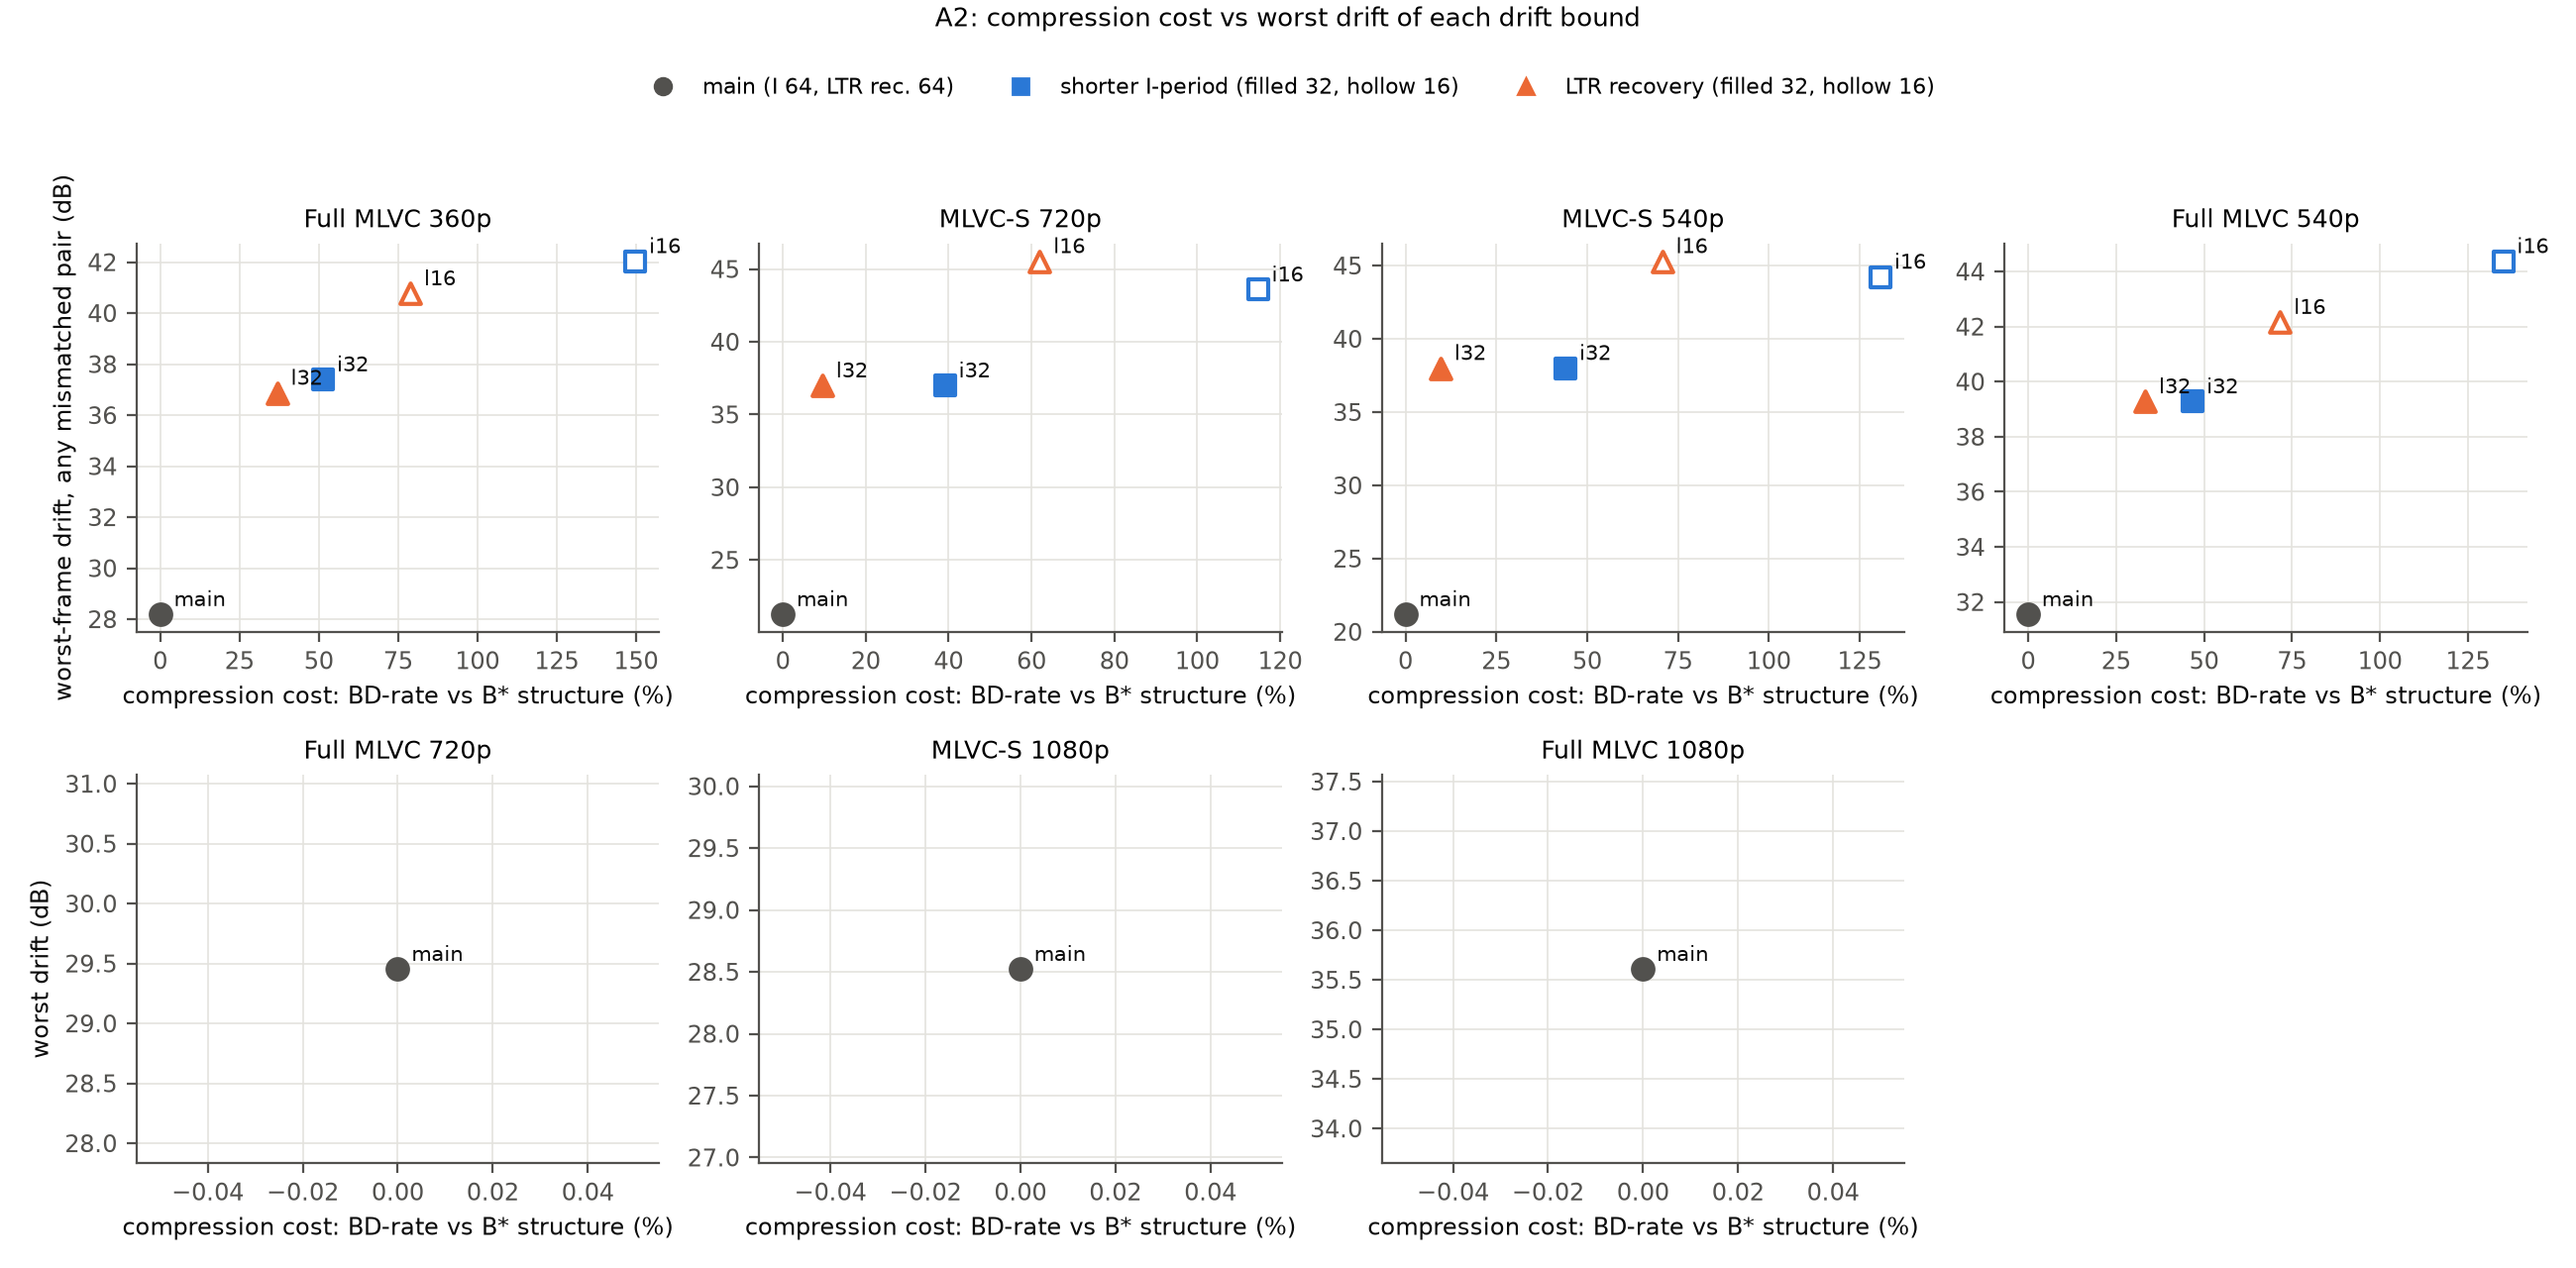 A2: compression cost vs worst drift of each drift bound
main (I 64, LTR rec. 64)
shorter I-period (filled 32, hollow 16)
LTR recovery (filled 32, hollow 16)
Full MLVC 360p
worst-frame drift, any mismatched pair (dB)
42
40
38
36
34
32
30
28
main
l32
i32
l16
i16
0 25 50 75 100 125 150
compression cost: BD-rate vs B* structure (%)
MLVC-S 720p
45
40
35
30
25
main
l32
i32
l16
i16
0 20 40 60 80 100 120
compression cost: BD-rate vs B* structure (%)
MLVC-S 540p
45
40
35
30
25
20
main
l32
i32
l16
i16
0 25 50 75 100 125
compression cost: BD-rate vs B* structure (%)
Full MLVC 540p
44
42
40
38
36
34
32
main
l32
i32
l16
i16
0 25 50 75 100 125
compression cost: BD-rate vs B* structure (%)
Full MLVC 720p
worst drift (dB)
31.0
30.5
30.0
29.5
29.0
28.5
28.0
main
−0.04 −0.02 0.00 0.02 0.04
compression cost: BD-rate vs B* structure (%)
MLVC-S 1080p
30.0
29.5
29.0
28.5
28.0
27.5
27.0
main
−0.04 −0.02 0.00 0.02 0.04
compression cost: BD-rate vs B* structure (%)
Full MLVC 1080p
37.5
37.0
36.5
36.0
35.5
35.0
34.5
34.0
main
−0.04 −0.02 0.00 0.02 0.04
compression cost: BD-rate vs B* structure (%)